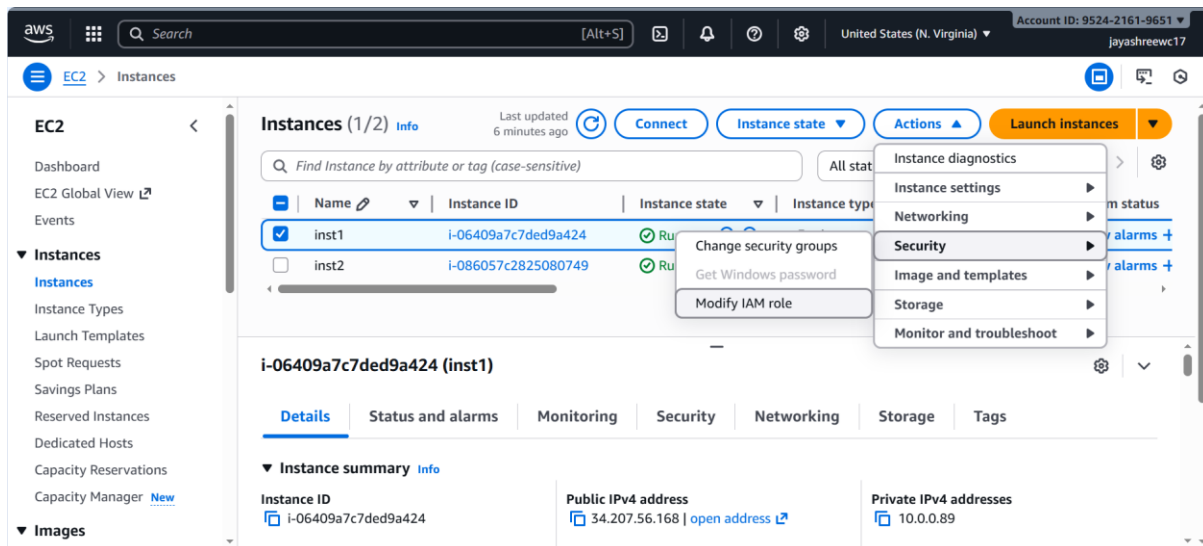 Account ID: 9524-2161-9651 ▼
aws Search [Alt+S] United States (N. Virginia) ▼ jayashreewc17
EC2 > Instances
EC2
Dashboard
EC2 Global View
Events
▼ Instances
Instances
Instance Types
Launch Templates
Spot Requests
Savings Plans
Reserved Instances
Dedicated Hosts
Capacity Reservations
Capacity Manager New
▼ Images
Instances (1/2) Info
Last updated
6 minutes ago
Connect Instance state ▼ Actions ▲ Launch instances ▼
Find Instance by attribute or tag (case-sensitive) All stat
Name Instance ID Instance state Instance type m status
inst1 i-06409a7c7ded9a424 Ru alarms +
inst2 i-086057c2825080749 Ru alarms +
Instance diagnostics
Instance settings
Networking
Security
Image and templates
Storage
Monitor and troubleshoot
Change security groups
Get Windows password
Modify IAM role
i-06409a7c7ded9a424 (inst1)
Details Status and alarms Monitoring Security Networking Storage Tags
▼ Instance summary Info
Instance ID
i-06409a7c7ded9a424
Public IPv4 address
34.207.56.168 | open address
Private IPv4 addresses
10.0.0.89